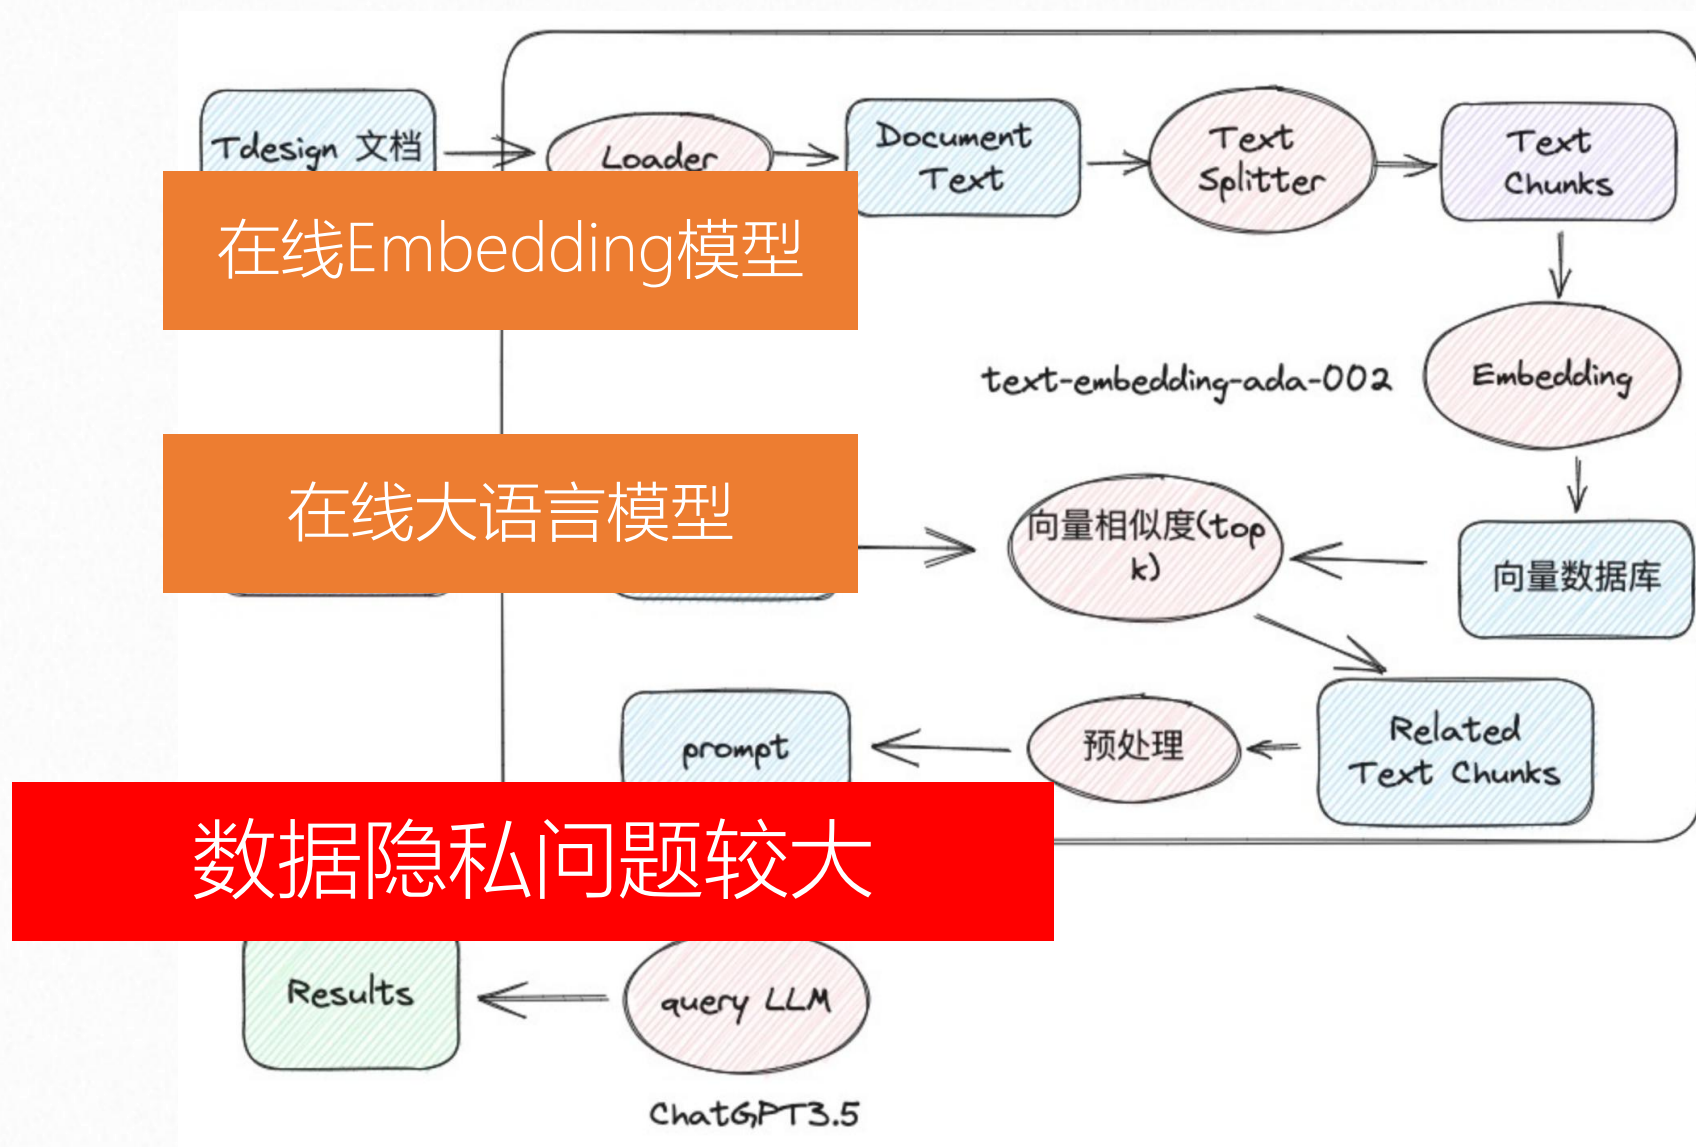 Tdesign 文档
Loader
Document
Text
Text
Splitter
Text
Chunks
在线Embedding模型
text-embedding-ada-002
Embedding
在线大语言模型
向量相似度(top
k)
向量数据库
prompt
预处理
Related
Text Chunks
数据隐私问题较大
Results
query LLM
ChatGPT3.5